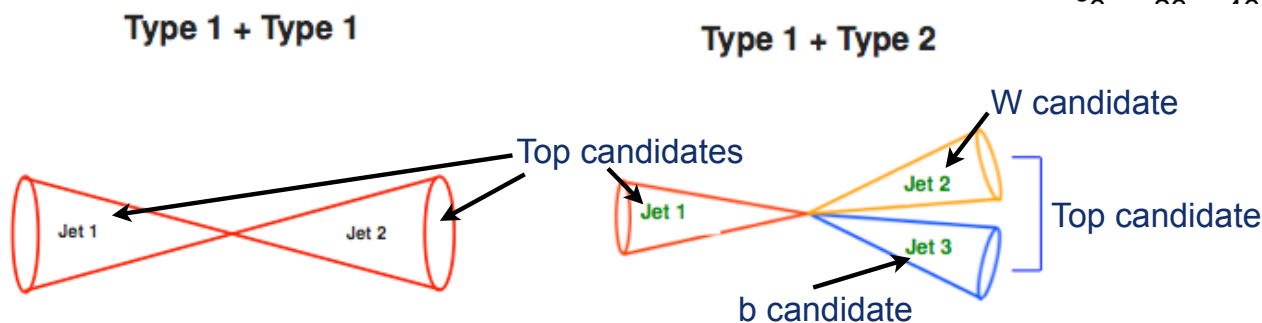 Type 1 + Type 1
Type 1 + Type 2
W candidate
Top candidates
Jet 1
Jet 2
Jet 1
Jet 2
Jet 3
Top candidate
b candidate